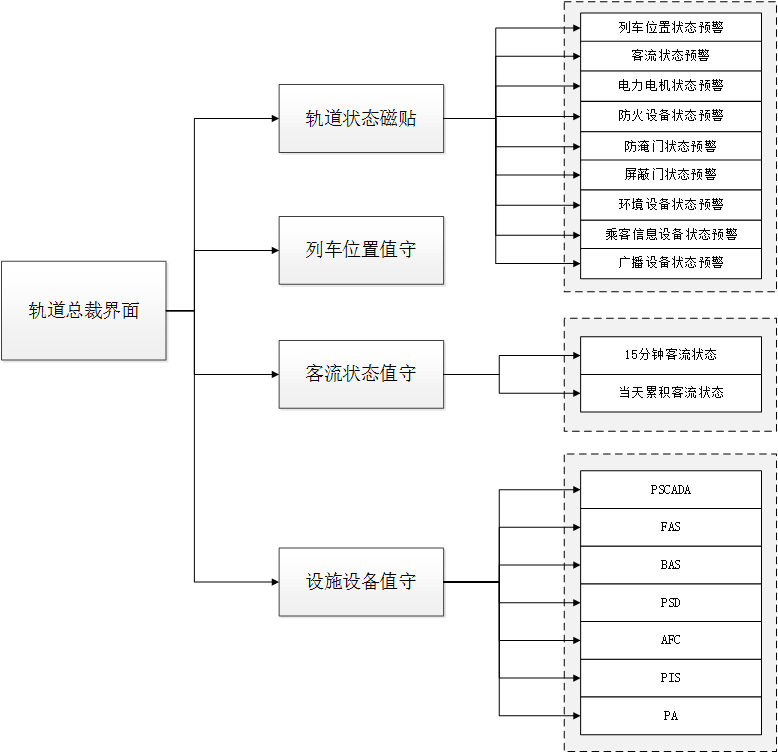 轨道总裁界面
轨道状态磁贴
列车位置状态预警
客流状态预警
电力电机状态预警
防火设备状态预警
防淹门状态预警
屏蔽门状态预警
环境设备状态预警
乘客信息设备状态预警
广播设备状态预警
列车位置值守
客流状态值守
15分钟客流状态
当天累积客流状态
设施设备值守
PSCADA
FAS
BAS
PSD
AFC
PIS
PA